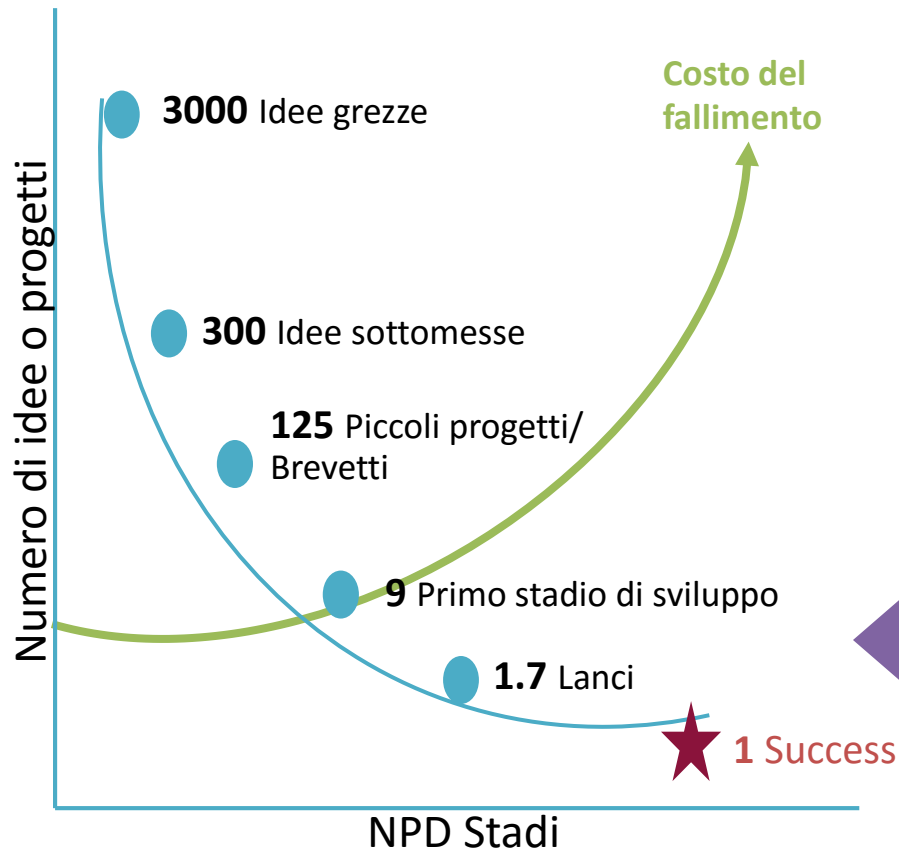 Costo del
fallimento
3000 Idee grezze
300 Idee sottomesse
125 Piccoli progetti/
Brevetti
9 Primo stadio di sviluppo
1.7 Lanci
1 Success
Numero di idee o progetti
NPD Stadi